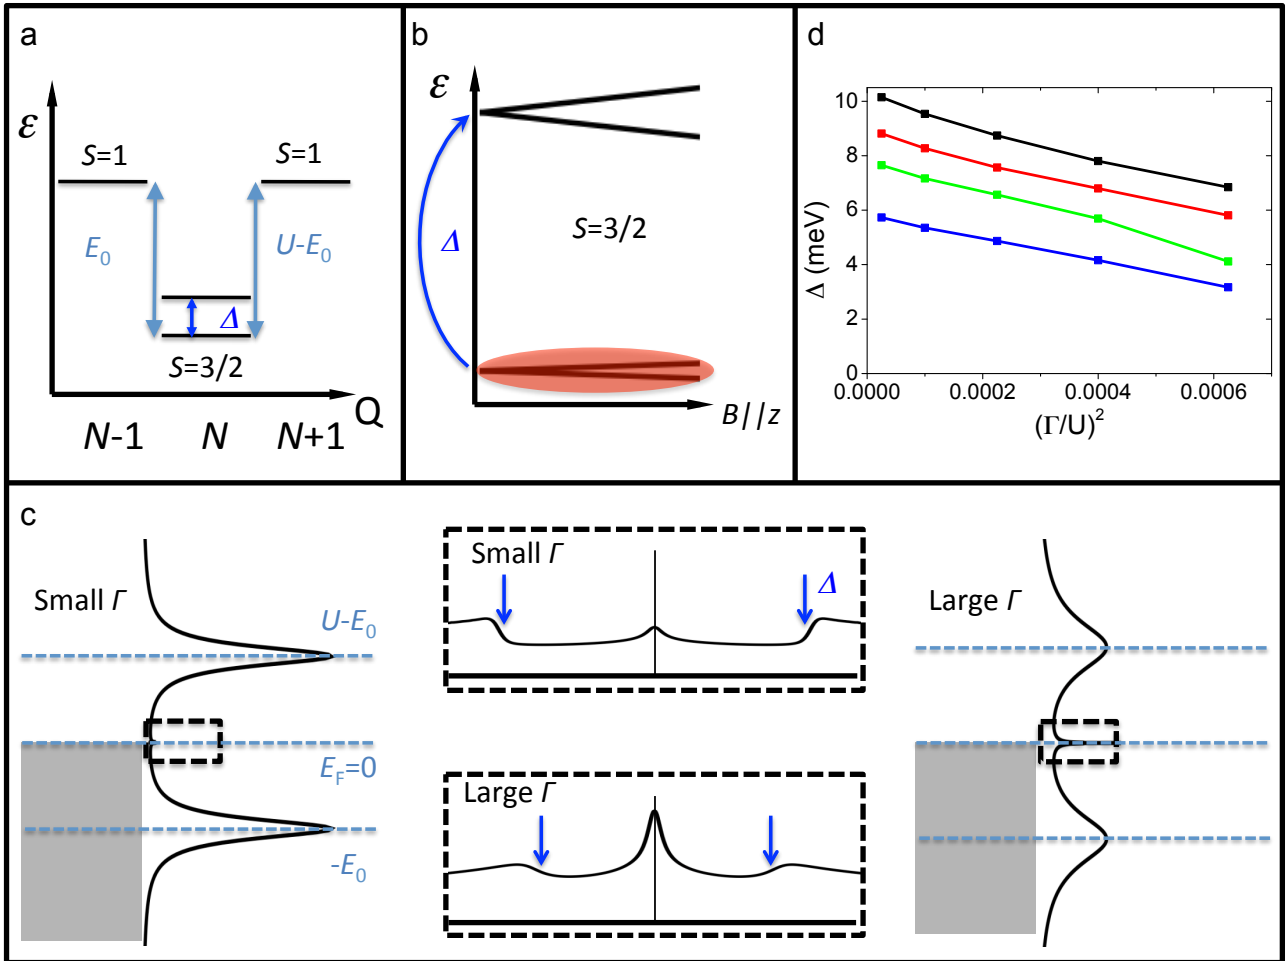 a
ε
S=1
S=1
E0
U-E0
Δ
S=3/2
Q
N-1
N
N+1
b
ε
Δ
S=3/2
B//z
d
Δ (meV)
10
8
6
4
2
0
0.0000
0.0002
0.0004
0.0006
(Γ/U)2
c
Small Γ
U-E0
EF=0
-E0
Small Γ
Δ
Large Γ
Large Γ